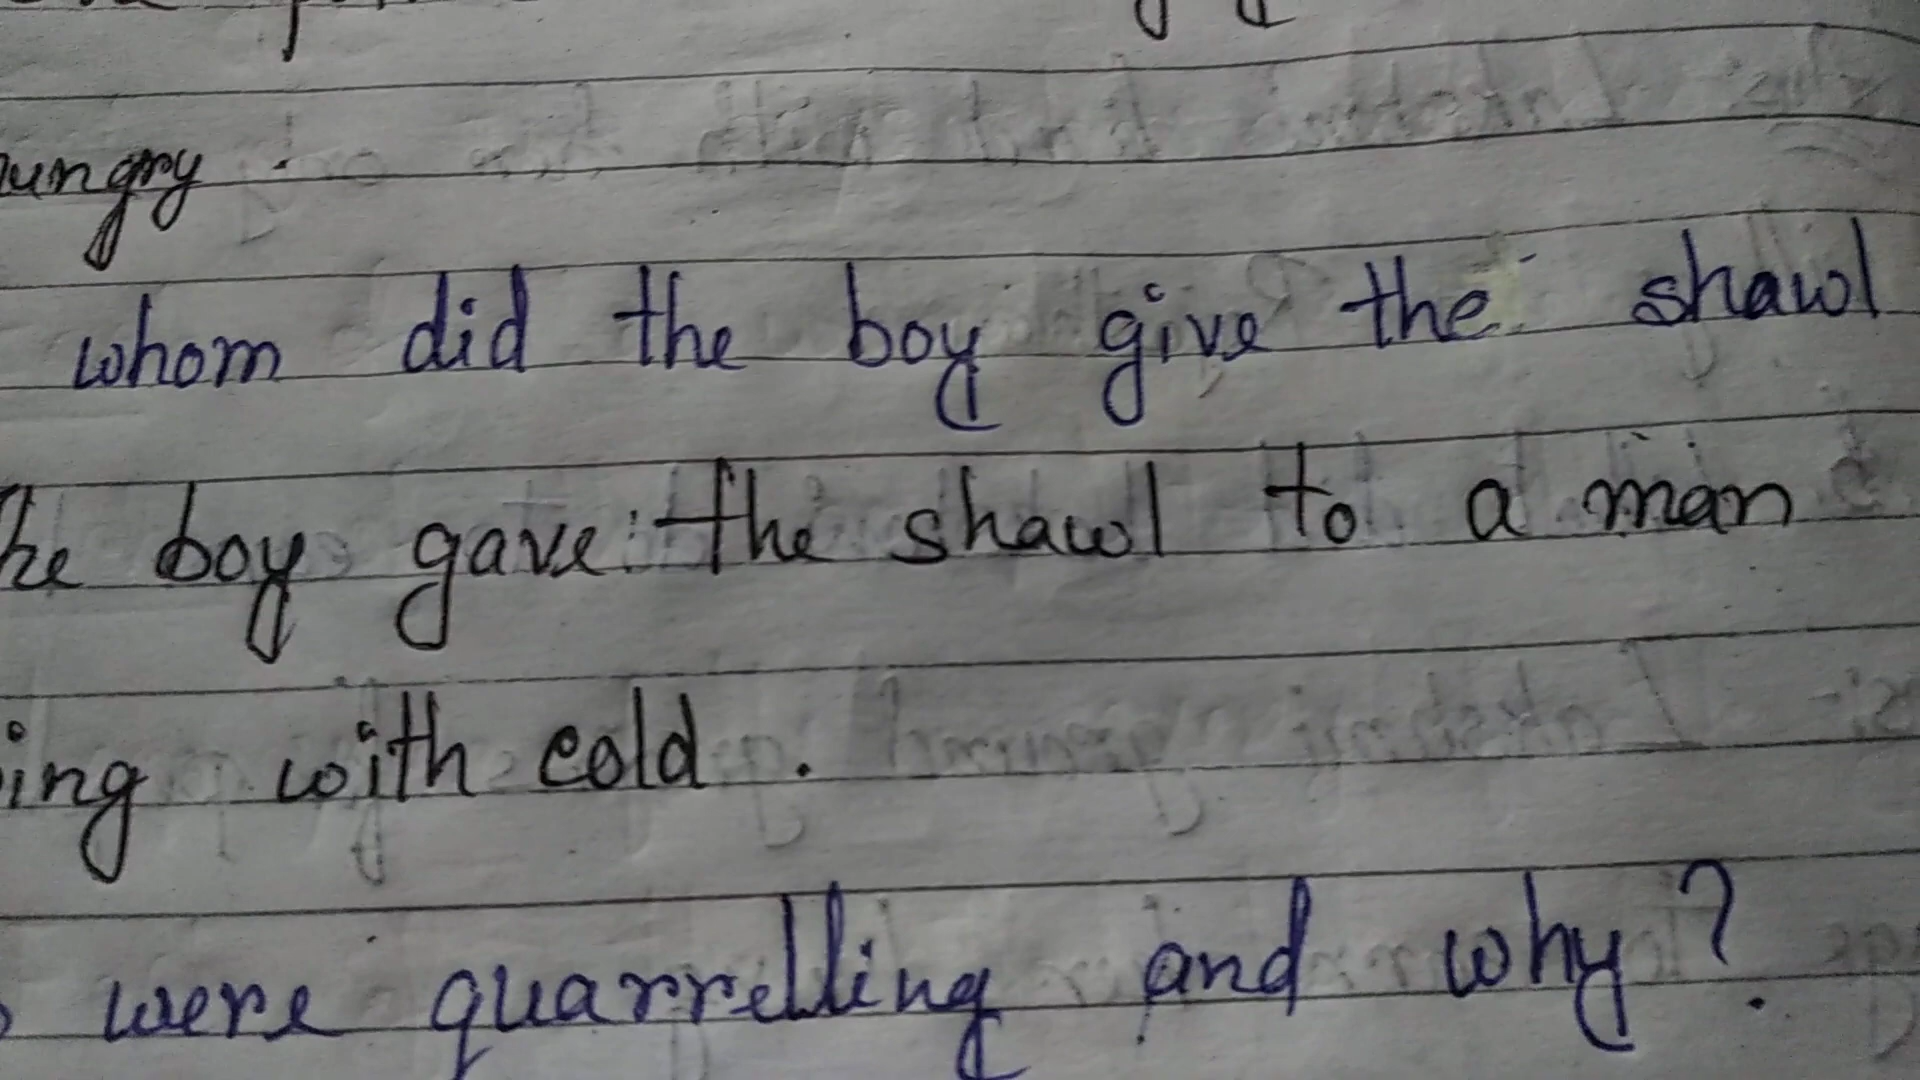 ungry .
whom did the boy give the shawl
he boy gave the shawl to a man
ing with cold .
were quarrelling and why ?